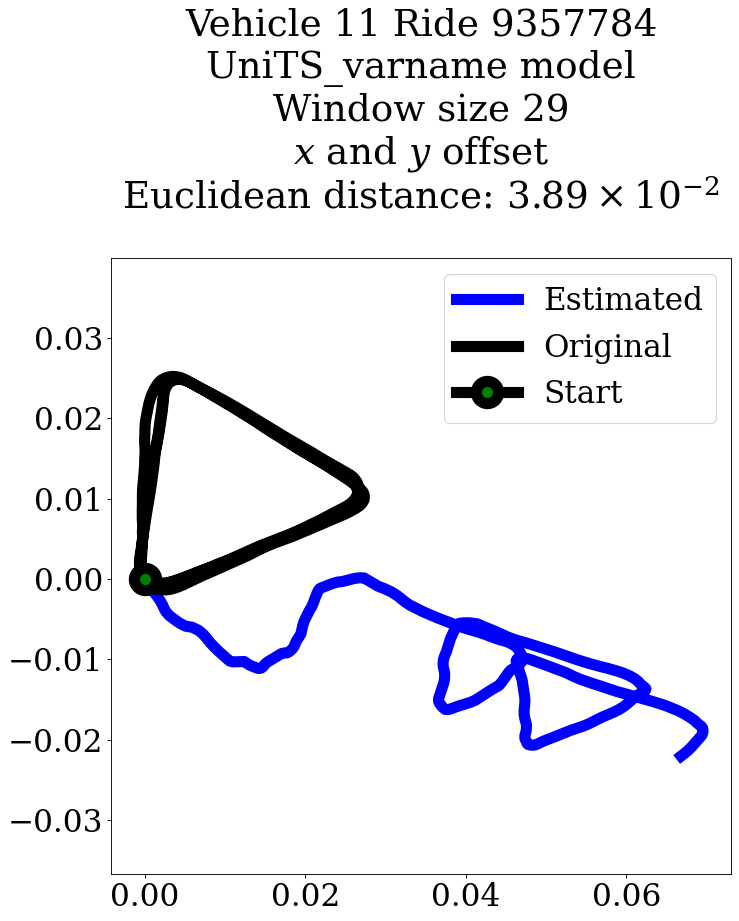 Vehicle 11 Ride 9357784
UniTS_varname model
Window size 29
x and y offset
Euclidean distance: 3.89 × 10⁻²
Estimated
Original
Start
0.03
0.02
0.01
0.00
−0.01
−0.02
−0.03
0.00 0.02 0.04 0.06